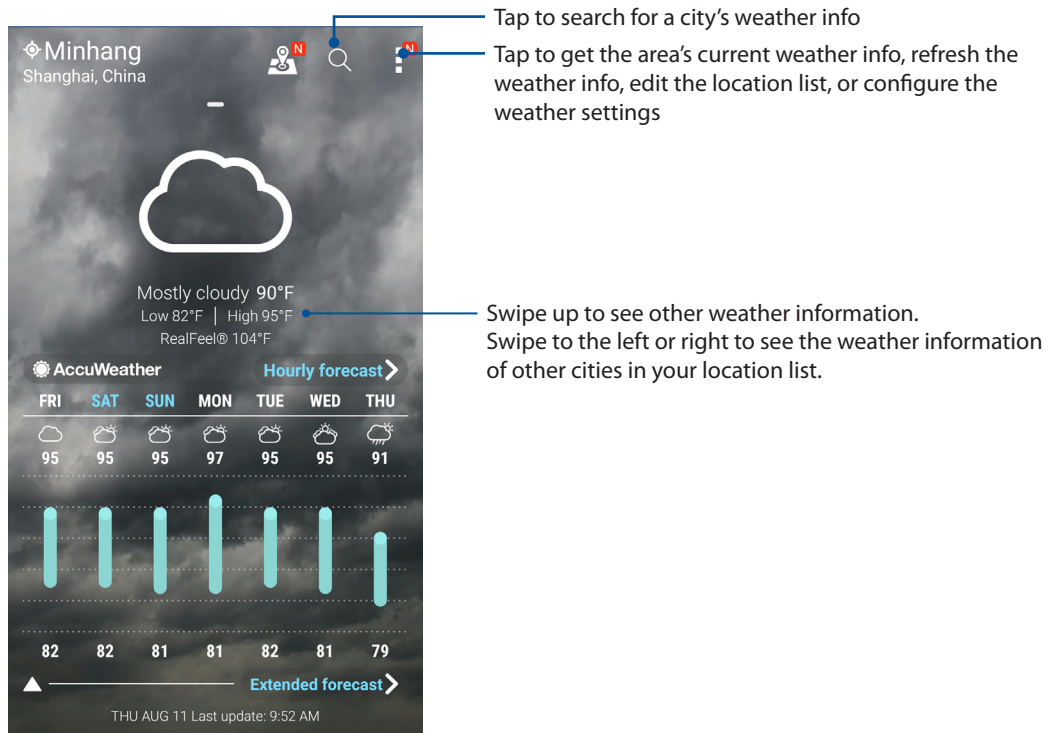 Tap to search for a city's weather info
Minhang
N
N
Shanghai, China
Tap to get the area's current weather info, refresh the
weather info, edit the location list, or configure the
weather settings
Mostly cloudy 90°F
Low 82°F | High 95°F
RealFeel® 104°F
Swipe up to see other weather information.
Swipe to the left or right to see the weather information
of other cities in your location list.
AccuWeather Hourly forecast
FRI SAT SUN MON TUE WED THU
95 95 95 97 95 95 91
82 82 81 81 82 81 79
Extended forecast
THU AUG 11 Last update: 9:52 AM